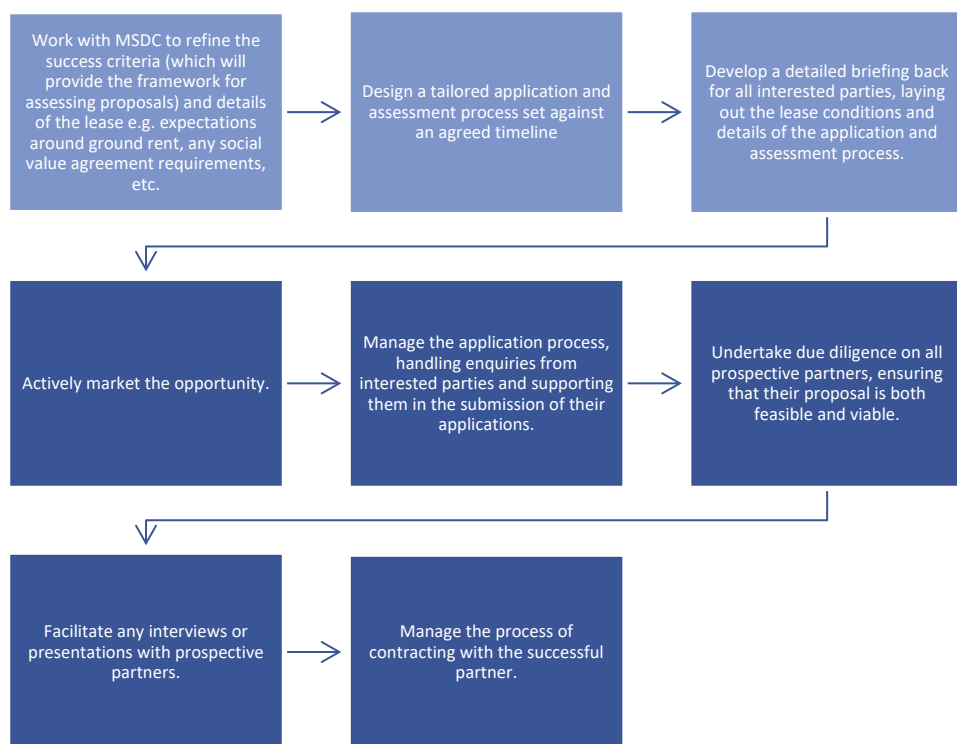 Work with MSDC to refine the
success criteria (which will
provide the framework for
assessing proposals) and details
of the lease e.g. expectations
around ground rent, any social
value agreement requirements,
etc.
Design a tailored application and
assessment process set against
an agreed timeline
Develop a detailed briefing back
for all interested parties, laying
out the lease conditions and
details of the application and
assessment process.
Actively market the opportunity.
Manage the application process,
handling enquiries from
interested parties and supporting
them in the submission of their
applications.
Undertake due diligence on all
prospective partners, ensuring
that their proposal is both
feasible and viable.
Facilitate any interviews or
presentations with prospective
partners.
Manage the process of
contracting with the successful
partner.